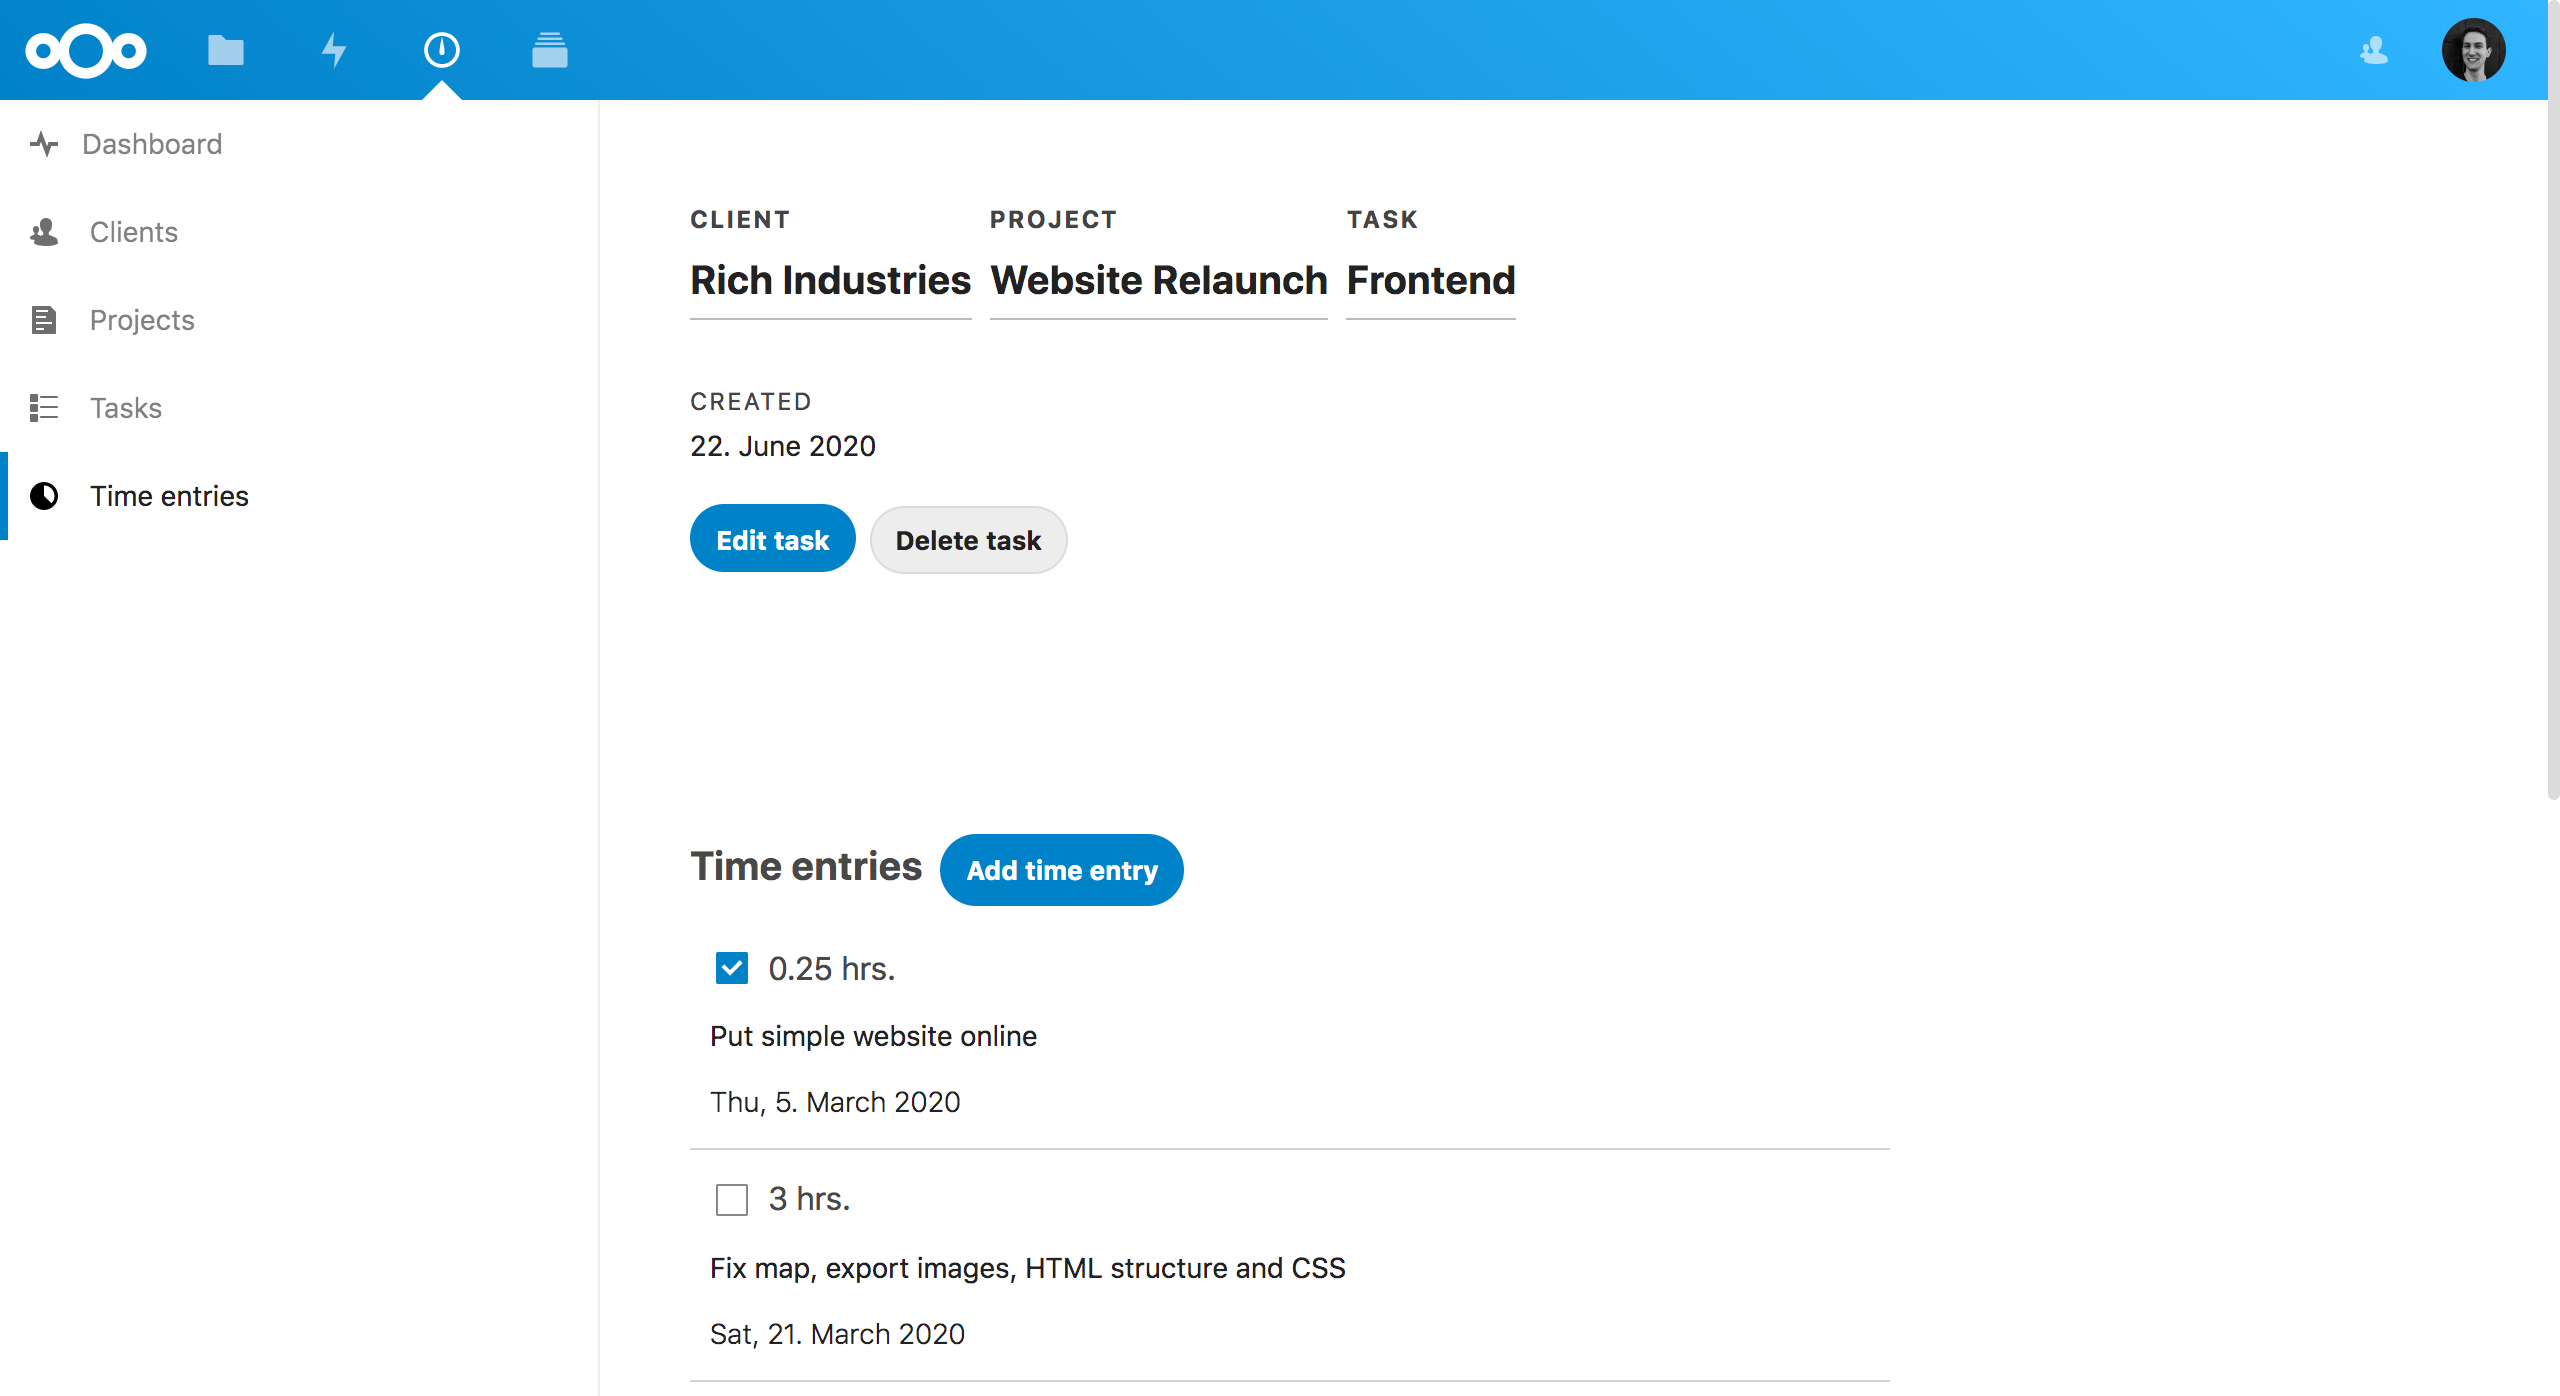 Dashboard
Clients
Projects
Tasks
Time entries
CLIENT PROJECT TASK
Rich Industries Website Relaunch Frontend
CREATED
22. June 2020
Edit task Delete task
Time entries Add time entry
0.25 hrs.
Put simple website online
Thu, 5. March 2020
3 hrs.
Fix map, export images, HTML structure and CSS
Sat, 21. March 2020